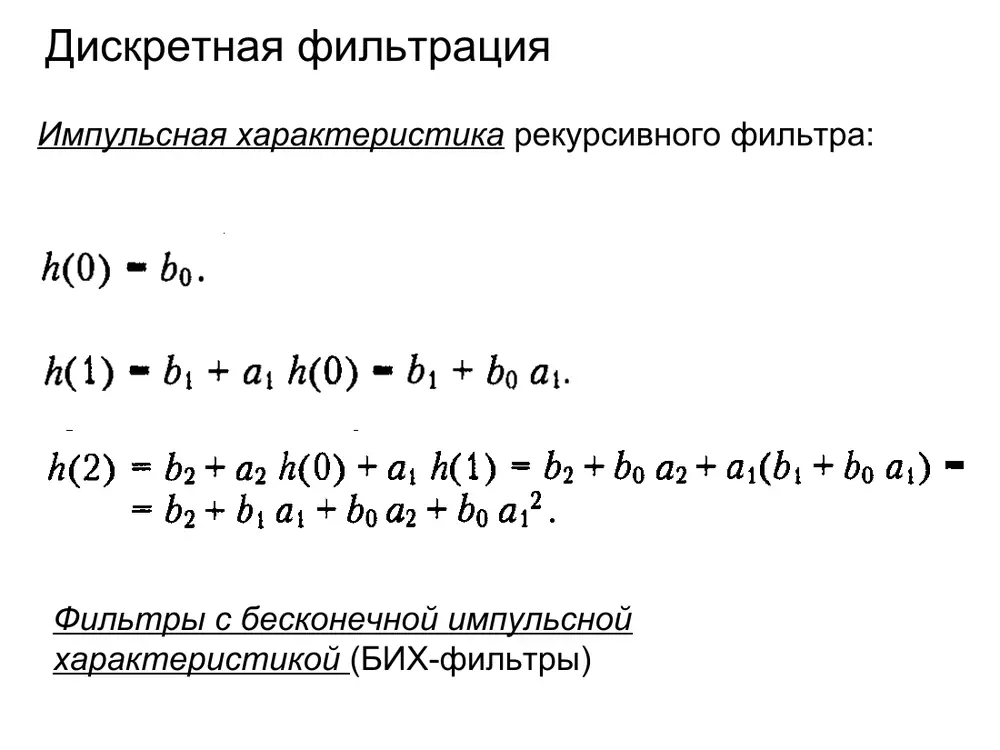 Дискретная фильтрация
Импульсная характеристика рекурсивного фильтра:
h(0) = b₀.
h(1) = b₁ + a₁ h(0) = b₁ + b₀ a₁.
h(2) = b₂ + a₂ h(0) + a₁ h(1) = b₂ + b₀ a₂ + a₁(b₁ + b₀ a₁) =
= b₂ + b₁ a₁ + b₀ a₂ + b₀ a₁².
Фильтры с бесконечной импульсной
характеристикой (БИХ-фильтры)